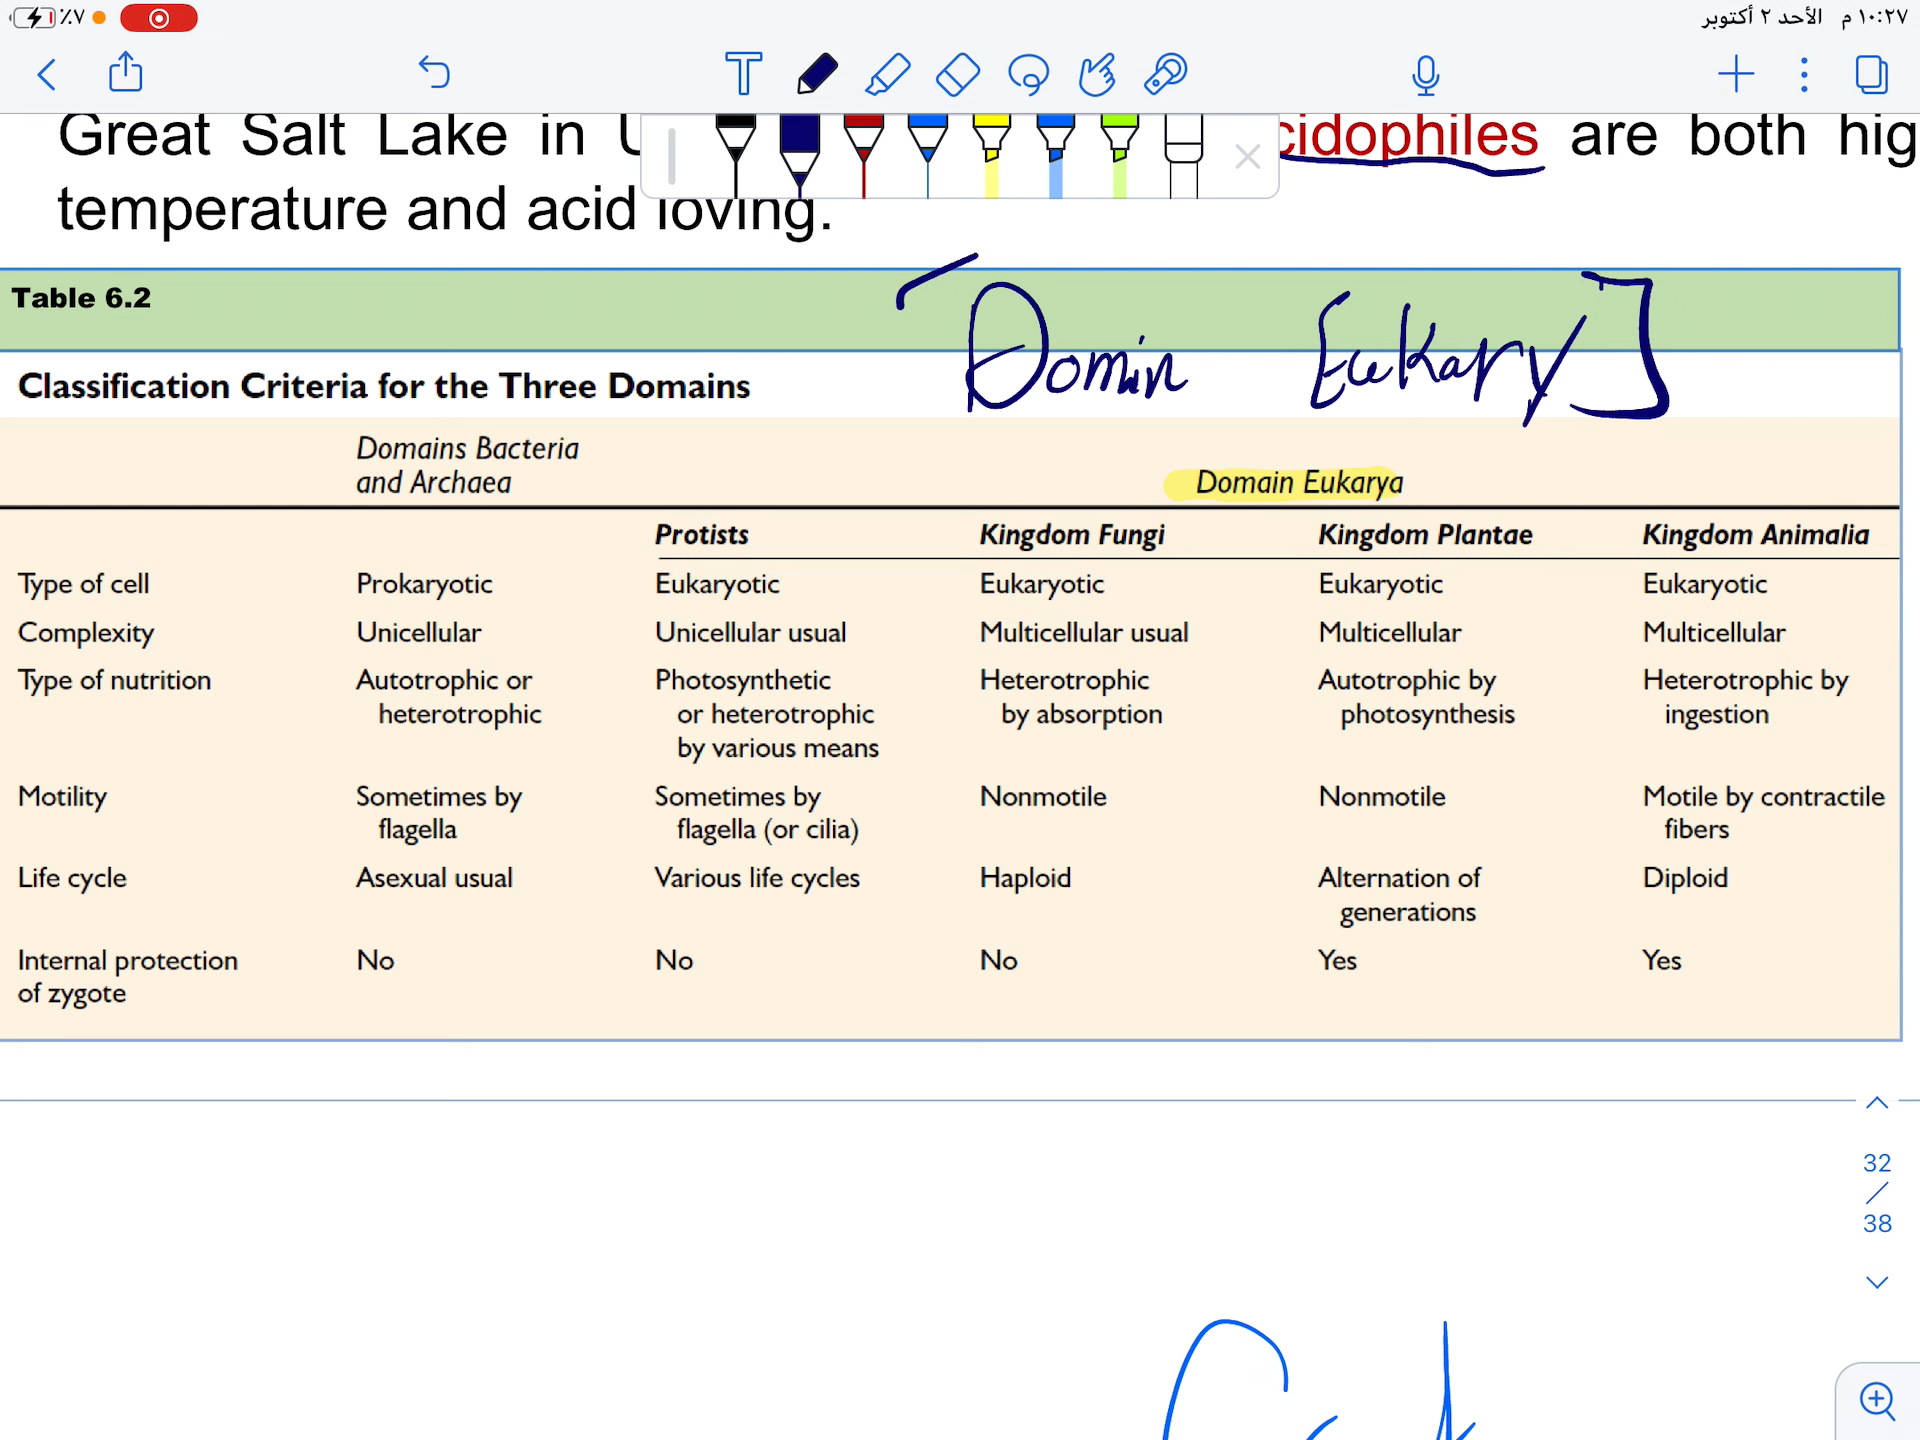 ٪٧
١٠:٢٧ م الأحد ٢ أكتوبر
Great Salt Lake in cidophiles are both hig
temperature and acid loving.
Table 6.2
[Domin Eukary]
Classification Criteria for the Three Domains
Domains Bacteria
and Archaea
Domain Eukarya
Protists Kingdom Fungi Kingdom Plantae Kingdom Animalia
Type of cell Prokaryotic Eukaryotic Eukaryotic Eukaryotic Eukaryotic
Complexity Unicellular Unicellular usual Multicellular usual Multicellular Multicellular
Type of nutrition Autotrophic or Photosynthetic Heterotrophic Autotrophic by Heterotrophic by
heterotrophic or heterotrophic by absorption photosynthesis ingestion
by various means
Motility Sometimes by Sometimes by Nonmotile Nonmotile Motile by contractile
flagella flagella (or cilia) fibers
Life cycle Asexual usual Various life cycles Haploid Alternation of Diploid
generations
Internal protection No No No Yes Yes
of zygote
32
/
38